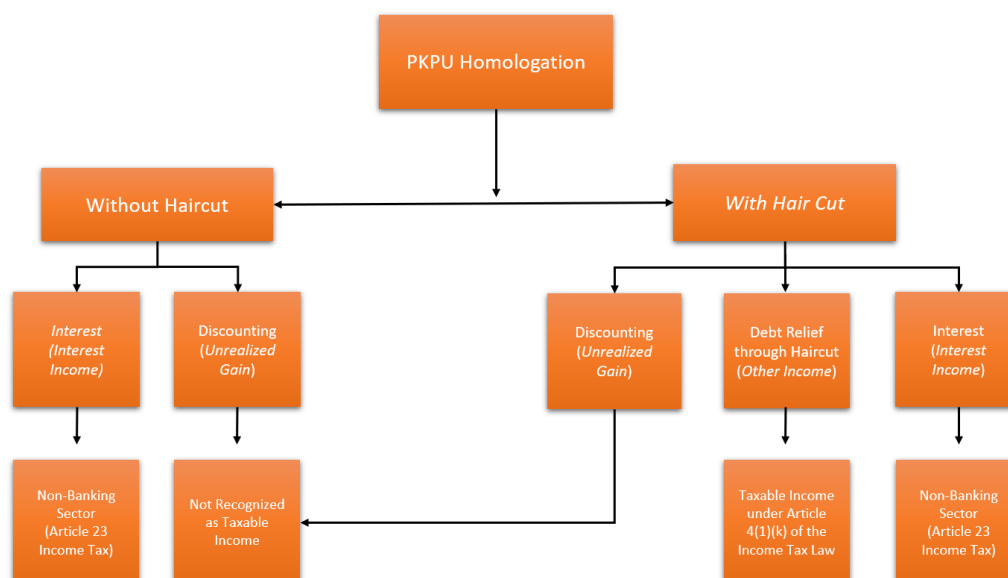 PKPU Homologation
Without Haircut
With Hair Cut
Interest
(Interest
Income)
Discounting
(Unrealized
Gain)
Discounting
(Unrealized
Gain)
Debt Relief
through Haircut
(Other Income)
Interest
(Interest
Income)
Non-Banking
Sector
(Article 23
Income Tax)
Not Recognized
as Taxable
Income
Taxable Income
under Article
4(1)(k) of the
Income Tax Law
Non-Banking
Sector
(Article 23
Income Tax)